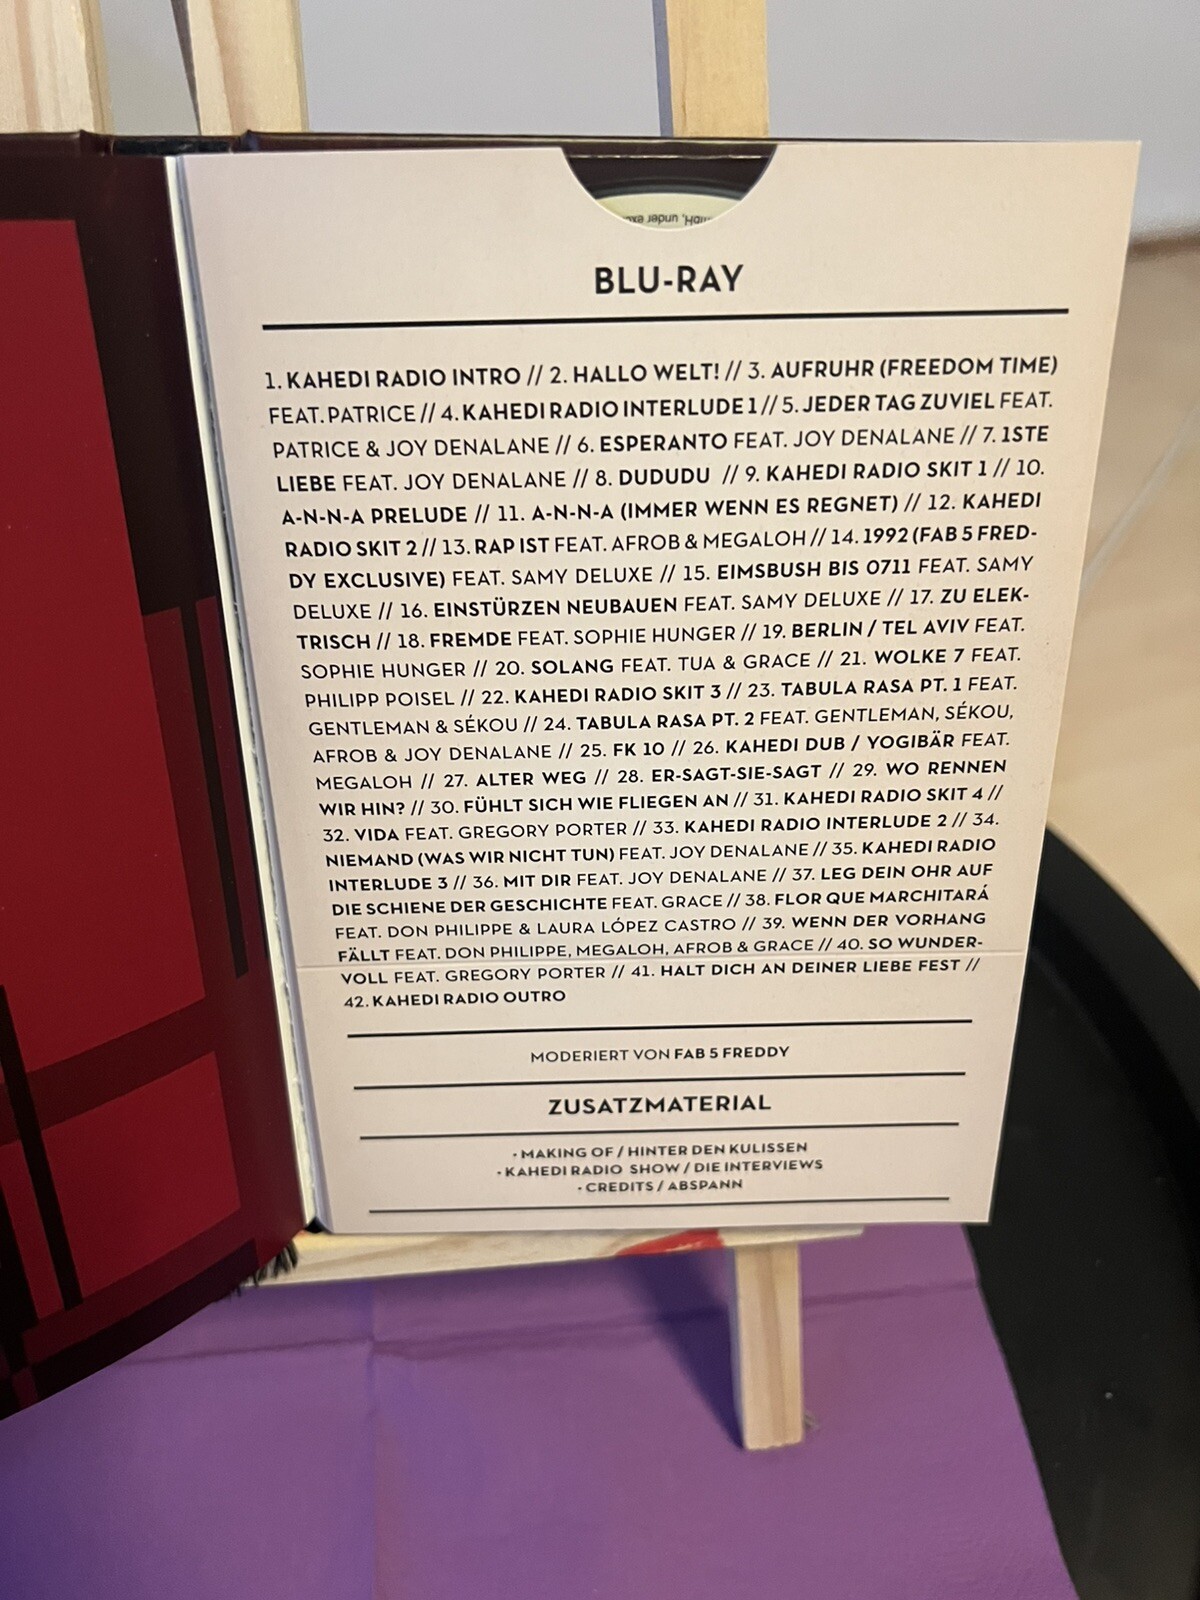 BLU-RAY
1. KAHEDI RADIO INTRO // 2. HALLO WELT! // 3. AUFRUHR (FREEDOM TIME)
FEAT. PATRICE // 4. KAHEDI RADIO INTERLUDE 1 // 5. JEDER TAG ZUVIEL FEAT.
PATRICE & JOY DENALANE // 6. ESPERANTO FEAT. JOY DENALANE // 7. 1STE
LIEBE FEAT. JOY DENALANE // 8. DUDUDU // 9. KAHEDI RADIO SKIT 1 // 10.
A-N-N-A PRELUDE // 11. A-N-N-A (IMMER WENN ES REGNET) // 12. KAHEDI
RADIO SKIT 2 // 13. RAP IST FEAT. AFROB & MEGALOH // 14. 1992 (FAB 5 FRED-
DY EXCLUSIVE) FEAT. SAMY DELUXE // 15. EIMSBUSH BIS 0711 FEAT. SAMY
DELUXE // 16. EINSTÜRZEN NEUBAUEN FEAT. SAMY DELUXE // 17. ZU ELEK-
TRISCH // 18. FREMDE FEAT. SOPHIE HUNGER // 19. BERLIN / TEL AVIV FEAT.
SOPHIE HUNGER // 20. SOLANG FEAT. TUA & GRACE // 21. WOLKE 7 FEAT.
PHILIPP POISEL // 22. KAHEDI RADIO SKIT 3 // 23. TABULA RASA PT. 1 FEAT.
GENTLEMAN & SÉKOU // 24. TABULA RASA PT. 2 FEAT. GENTLEMAN, SÉKOU,
AFROB & JOY DENALANE // 25. FK 10 // 26. KAHEDI DUB / YOGIBÄR FEAT.
MEGALOH // 27. ALTER WEG // 28. ER-SAGT-SIE-SAGT // 29. WO RENNEN
WIR HIN? // 30. FÜHLT SICH WIE FLIEGEN AN // 31. KAHEDI RADIO SKIT 4 //
32. VIDA FEAT. GREGORY PORTER // 33. KAHEDI RADIO INTERLUDE 2 // 34.
NIEMAND (WAS WIR NICHT TUN) FEAT. JOY DENALANE // 35. KAHEDI RADIO
INTERLUDE 3 // 36. MIT DIR FEAT. JOY DENALANE // 37. LEG DEIN OHR AUF
DIE SCHIENE DER GESCHICHTE FEAT. GRACE // 38. FLOR QUE MARCHITARÁ
FEAT. DON PHILIPPE & LAURA LÓPEZ CASTRO // 39. WENN DER VORHANG
FÄLLT FEAT. DON PHILIPPE, MEGALOH, AFROB & GRACE // 40. SO WUNDER-
VOLL FEAT. GREGORY PORTER // 41. HALT DICH AN DEINER LIEBE FEST //
42. KAHEDI RADIO OUTRO
MODERIERT VON FAB 5 FREDDY
ZUSATZMATERIAL
· MAKING OF / HINTER DEN KULISSEN
· KAHEDI RADIO SHOW / DIE INTERVIEWS
· CREDITS / ABSPANN